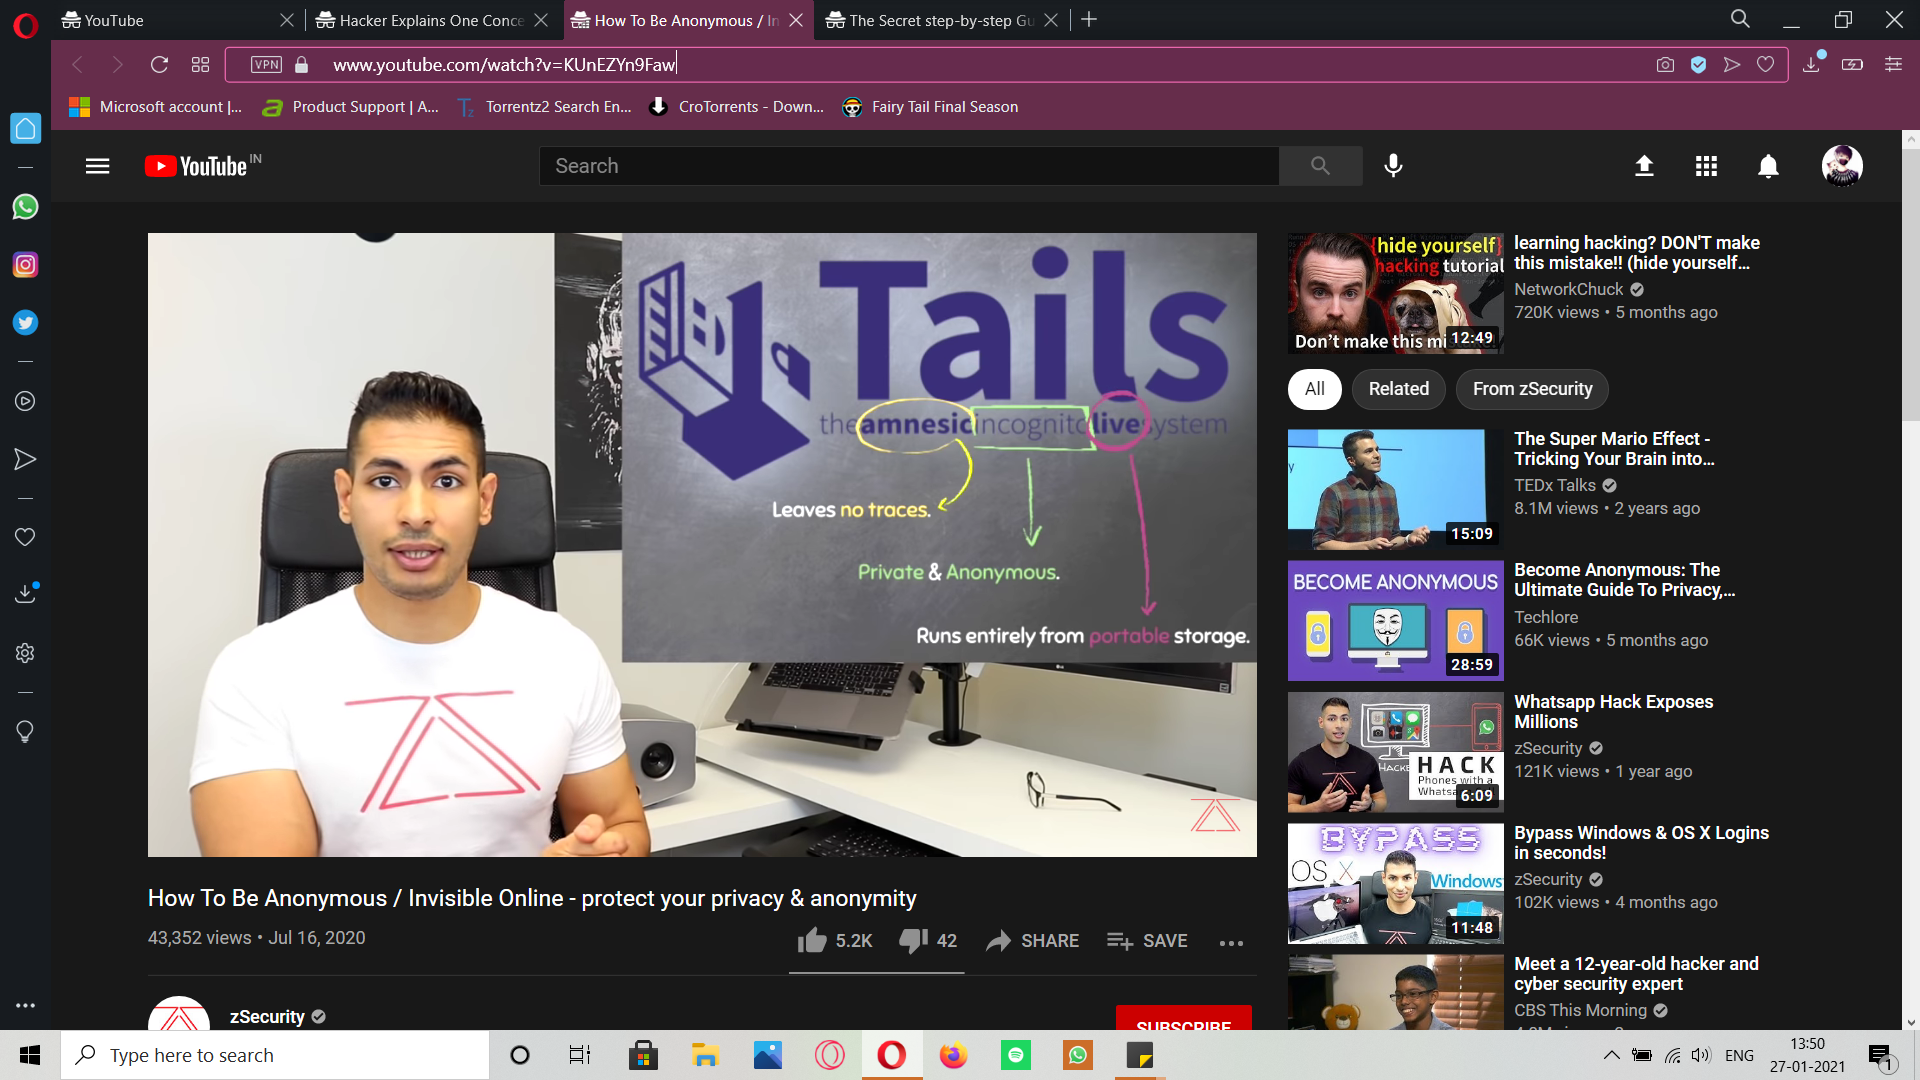 YouTube
Hacker Explains One Conce
How To Be Anonymous / In
The Secret step-by-step Gu
VPN
www.youtube.com/watch?v=KUnEZYn9Faw
Microsoft account |...
Product Support | A...
Torrentz2 Search En...
CroTorrents - Down...
Fairy Tail Final Season
YouTube IN
Search
Tails
theamnesicincognitolivesystem
Leaves no traces.
Private & Anonymous.
Runs entirely from portable storage.
How To Be Anonymous / Invisible Online - protect your privacy & anonymity
43,352 views • Jul 16, 2020
5.2K
42
SHARE
SAVE
zSecurity
SUBSCRIBE
{hide yourself}
hacking tutorial
Don't make this mi
12:49
learning hacking? DON'T make
this mistake!! (hide yourself...
NetworkChuck
720K views • 5 months ago
All
Related
From zSecurity
15:09
The Super Mario Effect -
Tricking Your Brain into...
TEDx Talks
8.1M views • 2 years ago
BECOME ANONYMOUS
28:59
Become Anonymous: The
Ultimate Guide To Privacy,...
Techlore
66K views • 5 months ago
HACK
Phones with a
Whatsa
6:09
Whatsapp Hack Exposes
Millions
zSecurity
121K views • 1 year ago
BYPASS
OS X
Windows
11:48
Bypass Windows & OS X Logins
in seconds!
zSecurity
102K views • 4 months ago
Meet a 12-year-old hacker and
cyber security expert
CBS This Morning
Type here to search
ENG
13:50
27-01-2021
1